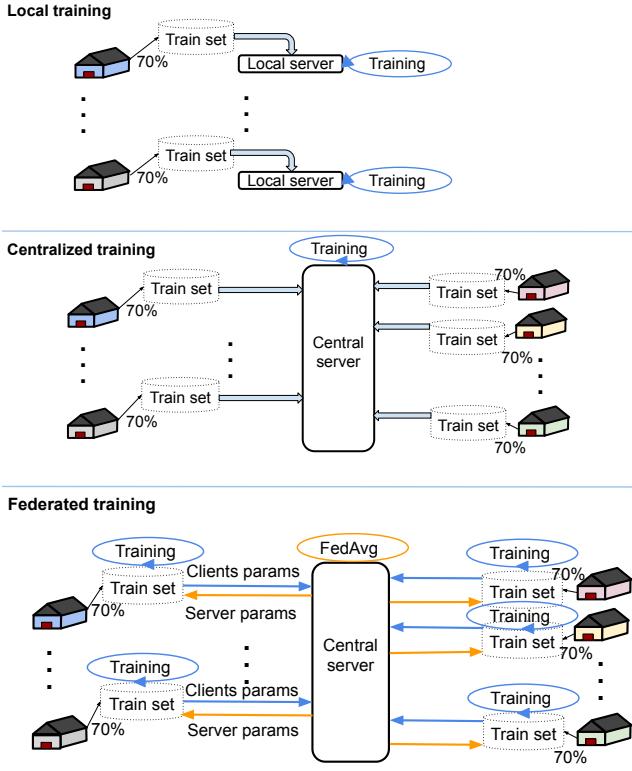 Local training
Train set
70%
Local server
Training
Train set
70%
Local server
Training
Centralized training
Training
70%
Train set
Train set
70%
Central
server
Train set
70%
Train set
70%
Train set
70%
Federated training
FedAvg
Training
Training
Clients params
70%
Train set
Train set
70%
Server params
Training
Central
server
Train set
70%
Training
Clients params
Train set
Training
70%
Server params
Train set
70%